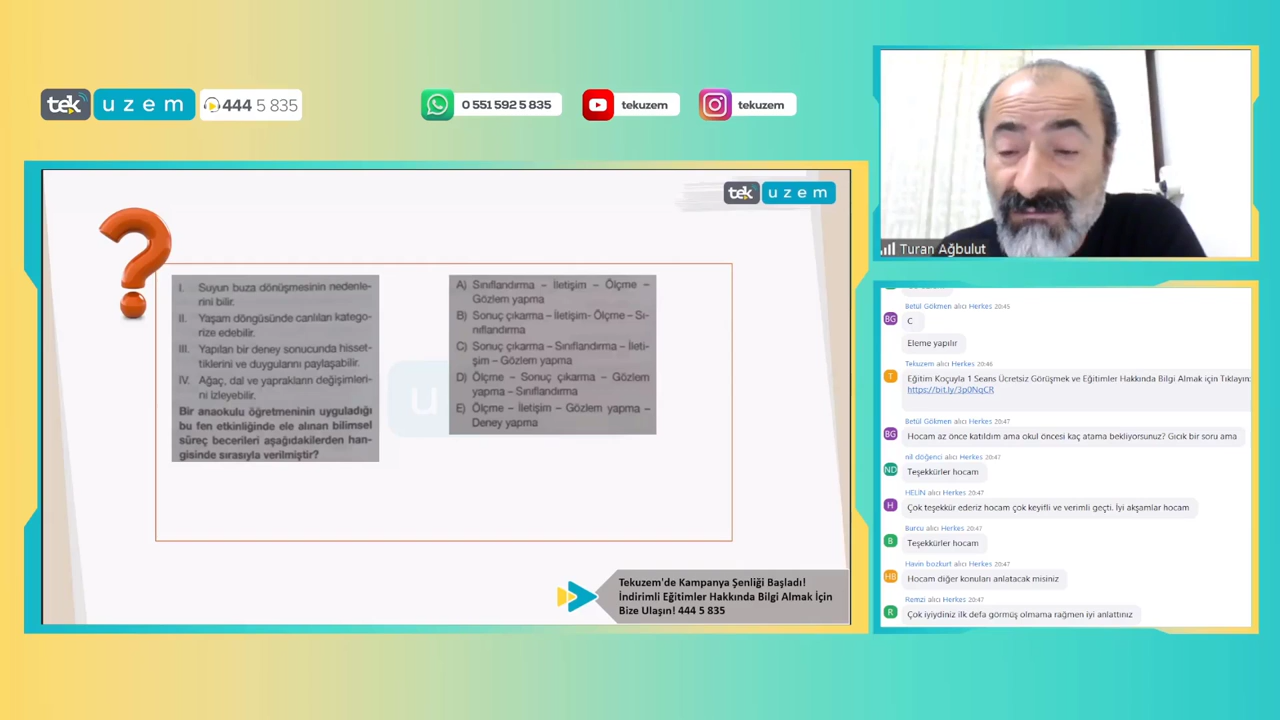 tek uzem 444 5 835
0 551 592 5 835
tekuzem
tekuzem
tek uzem
I. Suyun buza dönüşmesinin nedenle-
rini bilir.
II. Yaşam döngüsünde canlıları katego-
rize edebilir.
III. Yapılan bir deney sonucunda hisset-
tiklerini ve duygularını paylaşabilir.
IV. Ağaç, dal ve yaprakların değişimleri-
ni izleyebilir.
Bir anaokulu öğretmeninin uyguladığı
bu fen etkinliğinde ele alınan bilimsel
süreç becerileri aşağıdakilerden han-
gisinde sırasıyla verilmiştir?
A) Sınıflandırma – İletişim – Ölçme –
Gözlem yapma
B) Sonuç çıkarma – İletişim- Ölçme – Sı-
nıflandırma
C) Sonuç çıkarma – Sınıflandırma – İleti-
şim – Gözlem yapma
D) Ölçme – Sonuç çıkarma – Gözlem
yapma – Sınıflandırma
E) Ölçme – İletişim – Gözlem yapma –
Deney yapma
u
Tekuzem'de Kampanya Şenliği Başladı!
İndirimli Eğitimler Hakkında Bilgi Almak İçin
Bize Ulaşın! 444 5 835
Turan Ağbulut
Betül Gökmen alıcı Herkes 20:45
BG
C
Eleme yapılır
Tekuzem alıcı Herkes 20:46
T
Eğitim Koçuyla 1 Seans Ücretsiz Görüşmek ve Eğitimler Hakkında Bilgi Almak için Tıklayın:
https://bit.ly/3p0NqCR
Betül Gökmen alıcı Herkes 20:47
BG
Hocam az önce katıldım ama okul öncesi kaç atama bekliyorsunuz? Gıcık bir soru ama
nil döğenci alıcı Herkes 20:47
ND
Teşekkürler hocam
HELİN alıcı Herkes 20:47
H
Çok teşekkür ederiz hocam çok keyifli ve verimli geçti. İyi akşamlar hocam
Burcu alıcı Herkes 20:47
B
Teşekkürler hocam
Havin bozkurt alıcı Herkes 20:47
HB
Hocam diğer konuları anlatacak mısiniz
Remzi alıcı Herkes 20:47
R
Çok iyiydiniz ilk defa görmüş olmama rağmen iyi anlattınız